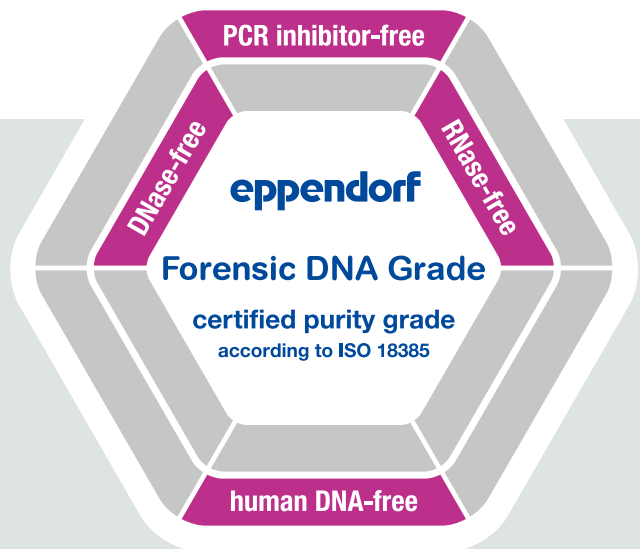 PCR inhibitor-free
DNase-free
RNase-free
eppendorf
Forensic DNA Grade
certified purity grade
according to ISO 18385
human DNA-free